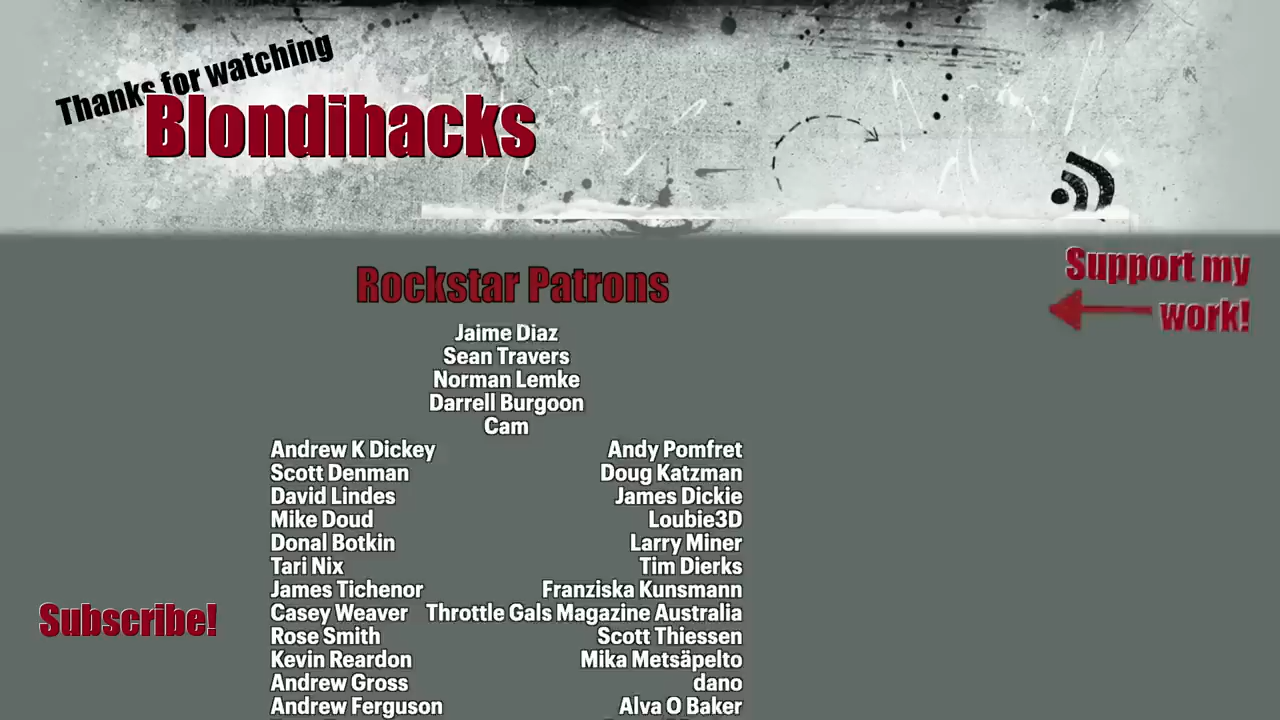 Thanks for watching
Blondihacks
Support my
work!
Rockstar Patrons
Jaime Diaz
Sean Travers
Norman Lemke
Darrell Burgoon
Cam
Andrew K Dickey Andy Pomfret
Scott Denman Doug Katzman
David Lindes James Dickie
Mike Doud Loubie3D
Donal Botkin Larry Miner
Tari Nix Tim Dierks
James Tichenor Franziska Kunsmann
Casey Weaver Throttle Gals Magazine Australia
Rose Smith Scott Thiessen
Kevin Reardon Mika Metsäpelto
Andrew Gross dano
Andrew Ferguson Alva O Baker
Subscribe!